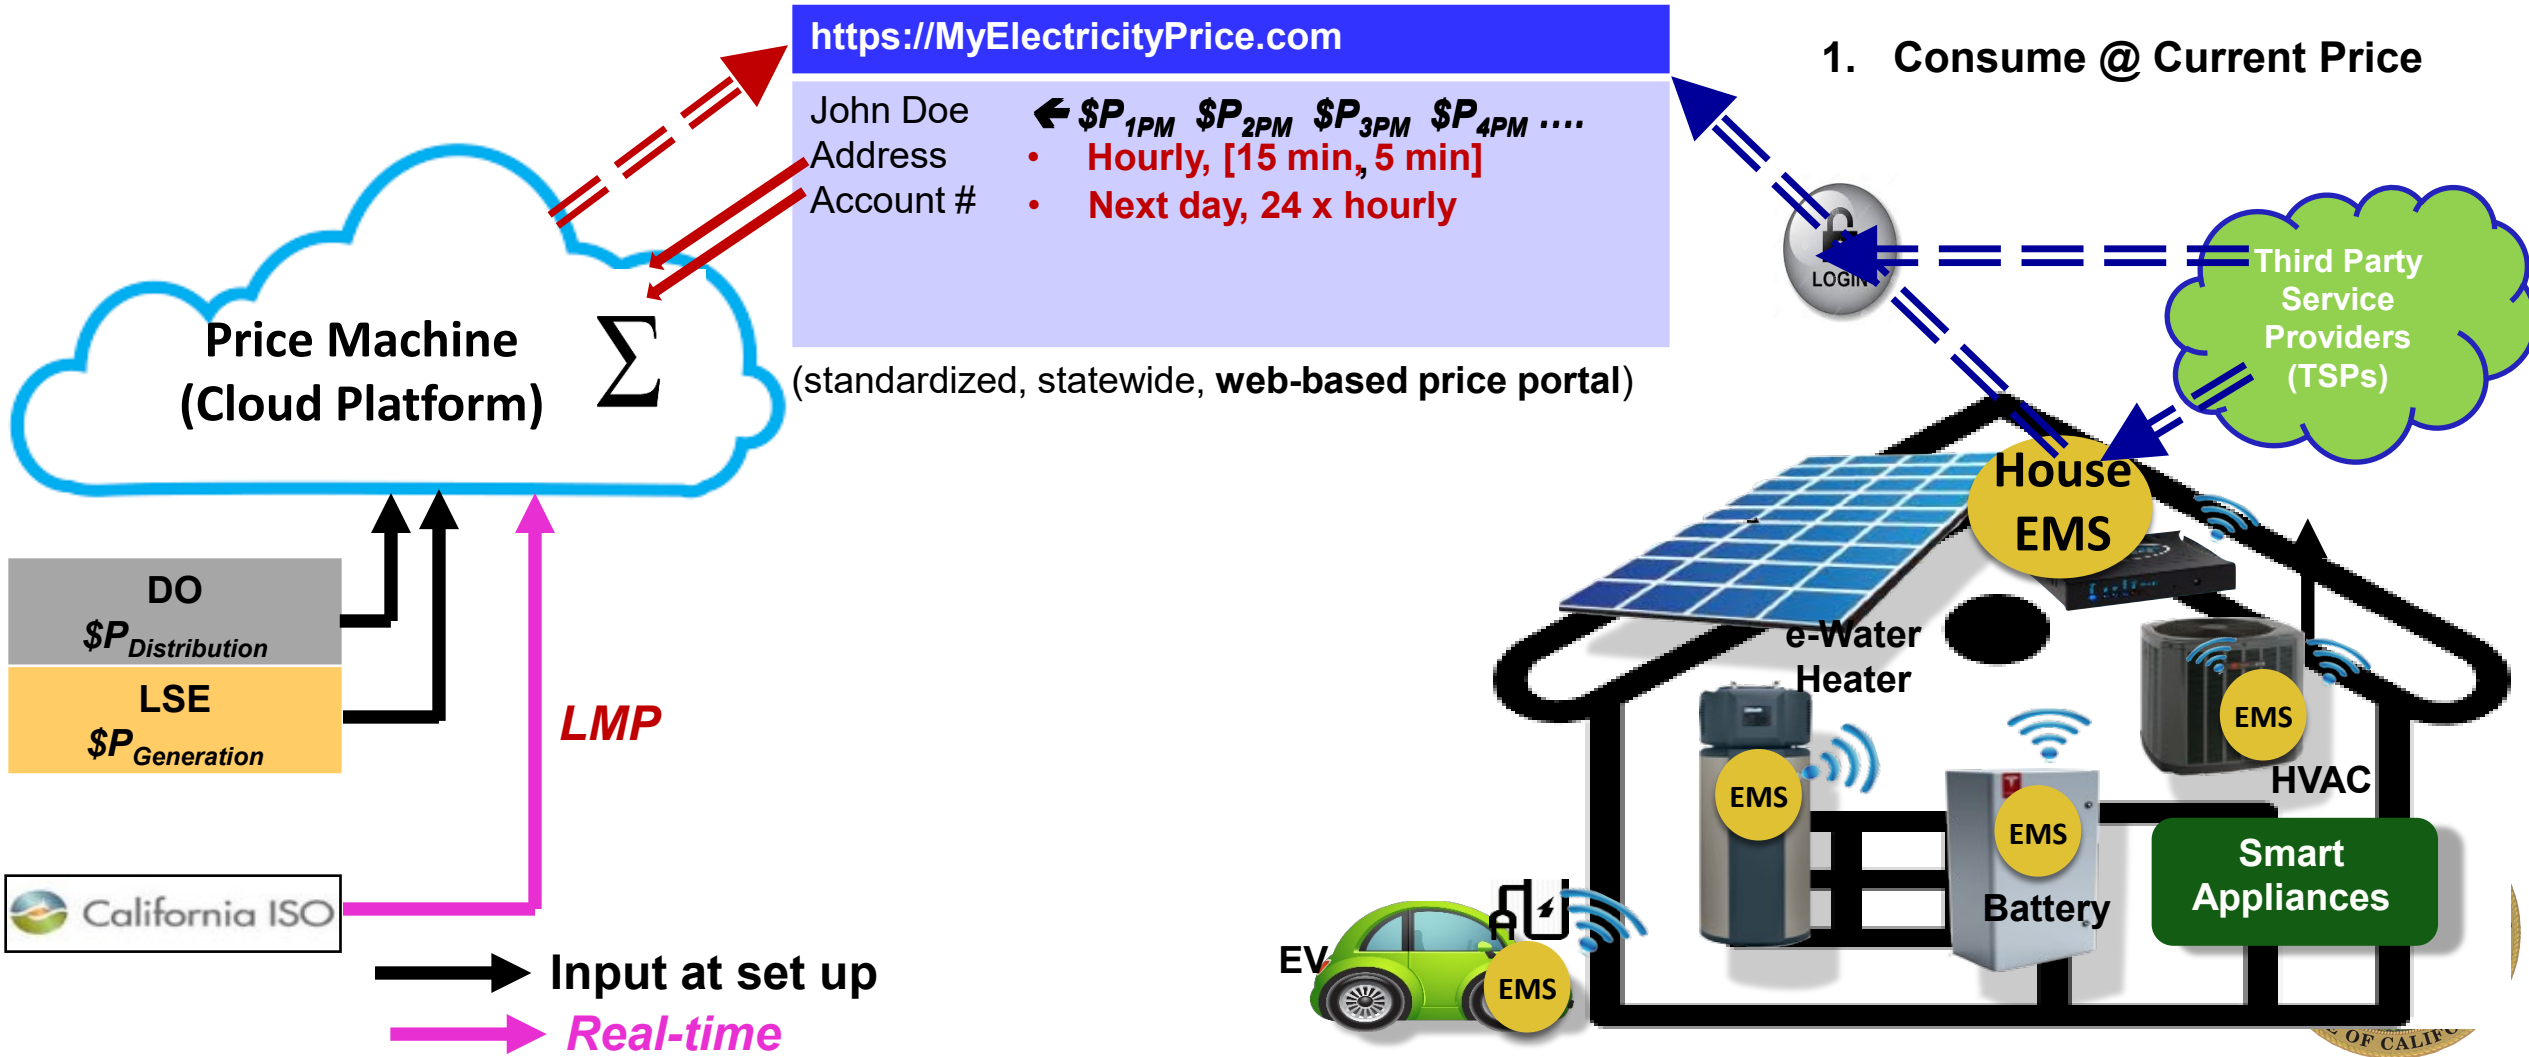 https://MyElectricityPrice.com
1. Consume @ Current Price
John Doe
🡸 $P1PM $P2PM $P3PM $P4PM ....
Address
• Hourly, [15 min, 5 min]
Account #
• Next day, 24 x hourly
LOGIN
Third Party
Service
Providers
(TSPs)
Price Machine
(Cloud Platform)
∑
(standardized, statewide, web-based price portal)
House
EMS
DO
$PDistribution
LSE
$PGeneration
LMP
California ISO
Input at set up
Real-time
e-Water
Heater
EMS
EMS
HVAC
EMS
Battery
Smart
Appliances
EV
EMS
OF CALIF